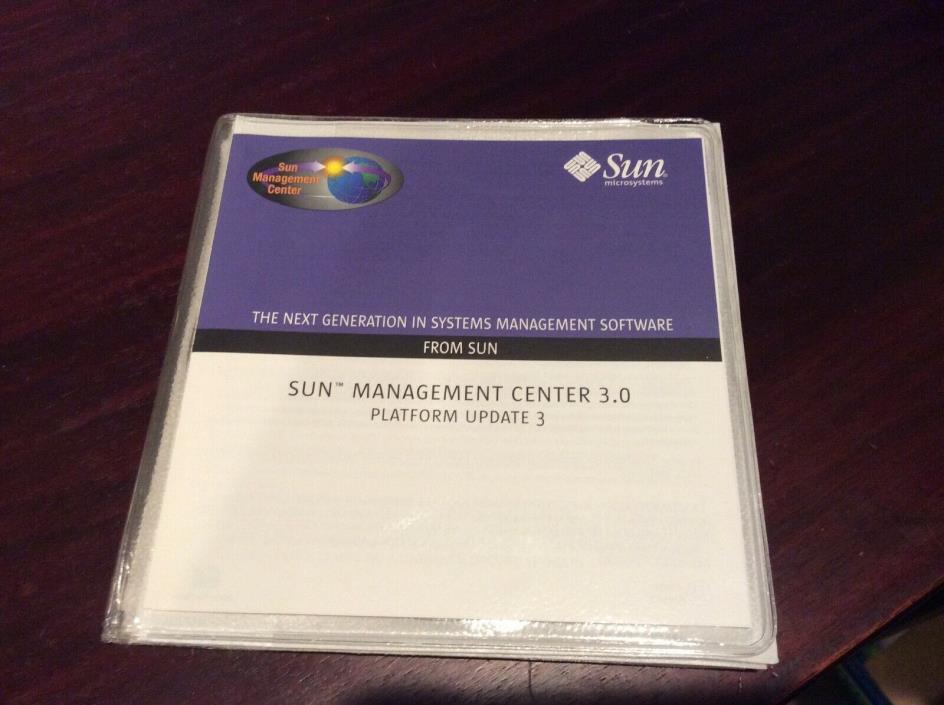 Sun
Management
Center
Sun
microsystems
THE NEXT GENERATION IN SYSTEMS MANAGEMENT SOFTWARE
FROM SUN
SUN™ MANAGEMENT CENTER 3.0
PLATFORM UPDATE 3